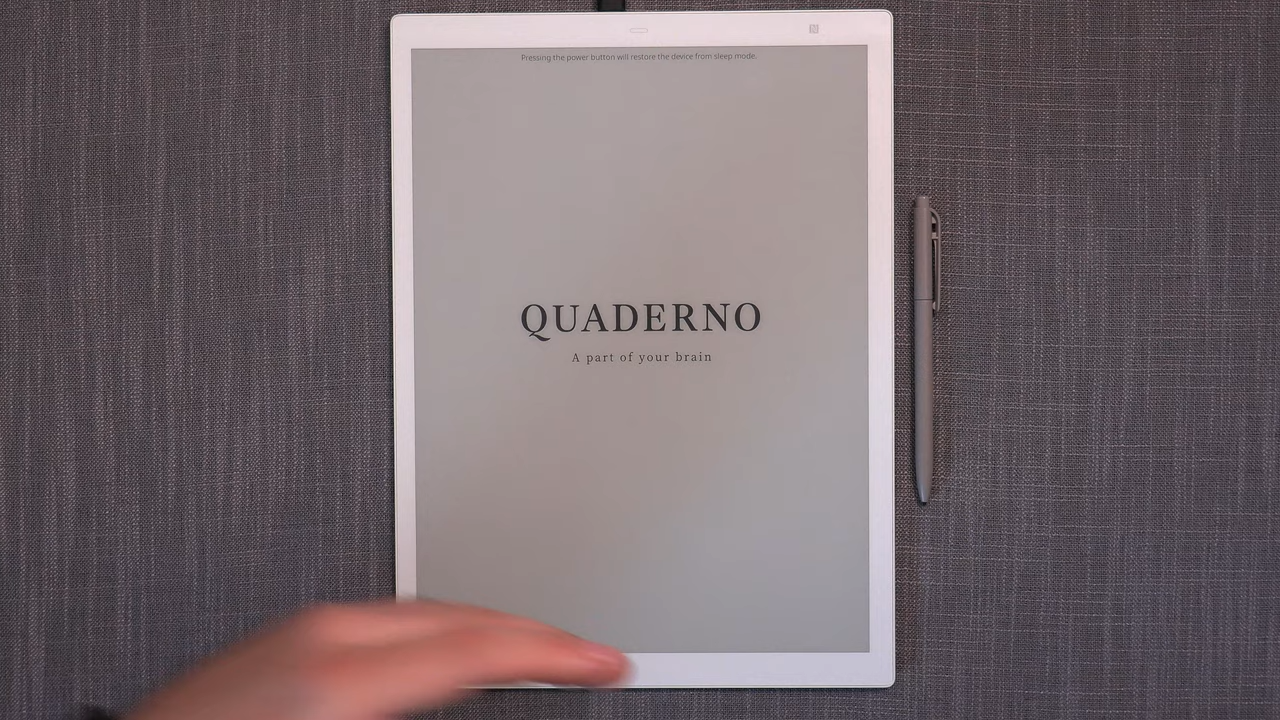 Pressing the power button will restore the device from sleep mode.
QUADERNO
A part of your brain